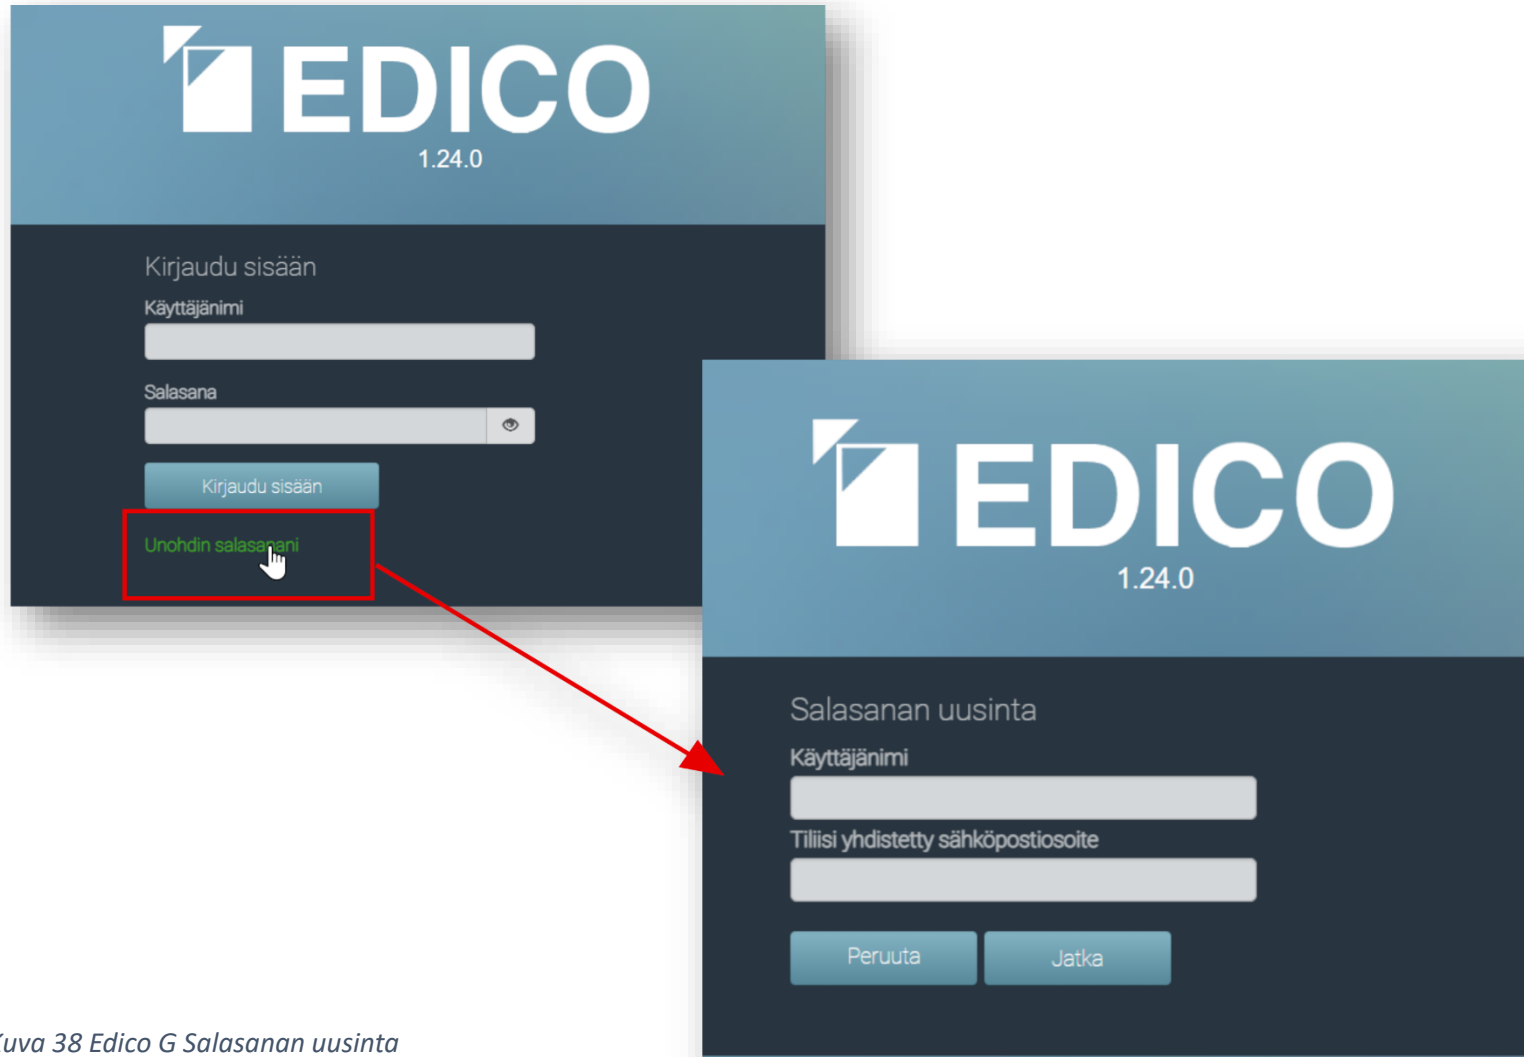 EDICO
1.24.0
Kirjaudu sisään
Käyttäjänimi
Salasana
Kirjaudu sisään
Unohdin salasanani
EDICO
1.24.0
Salasanan uusinta
Käyttäjänimi
Tiliisi yhdistetty sähköpostiosoite
Peruuta Jatka
Kuva 38 Edico G Salasanan uusinta